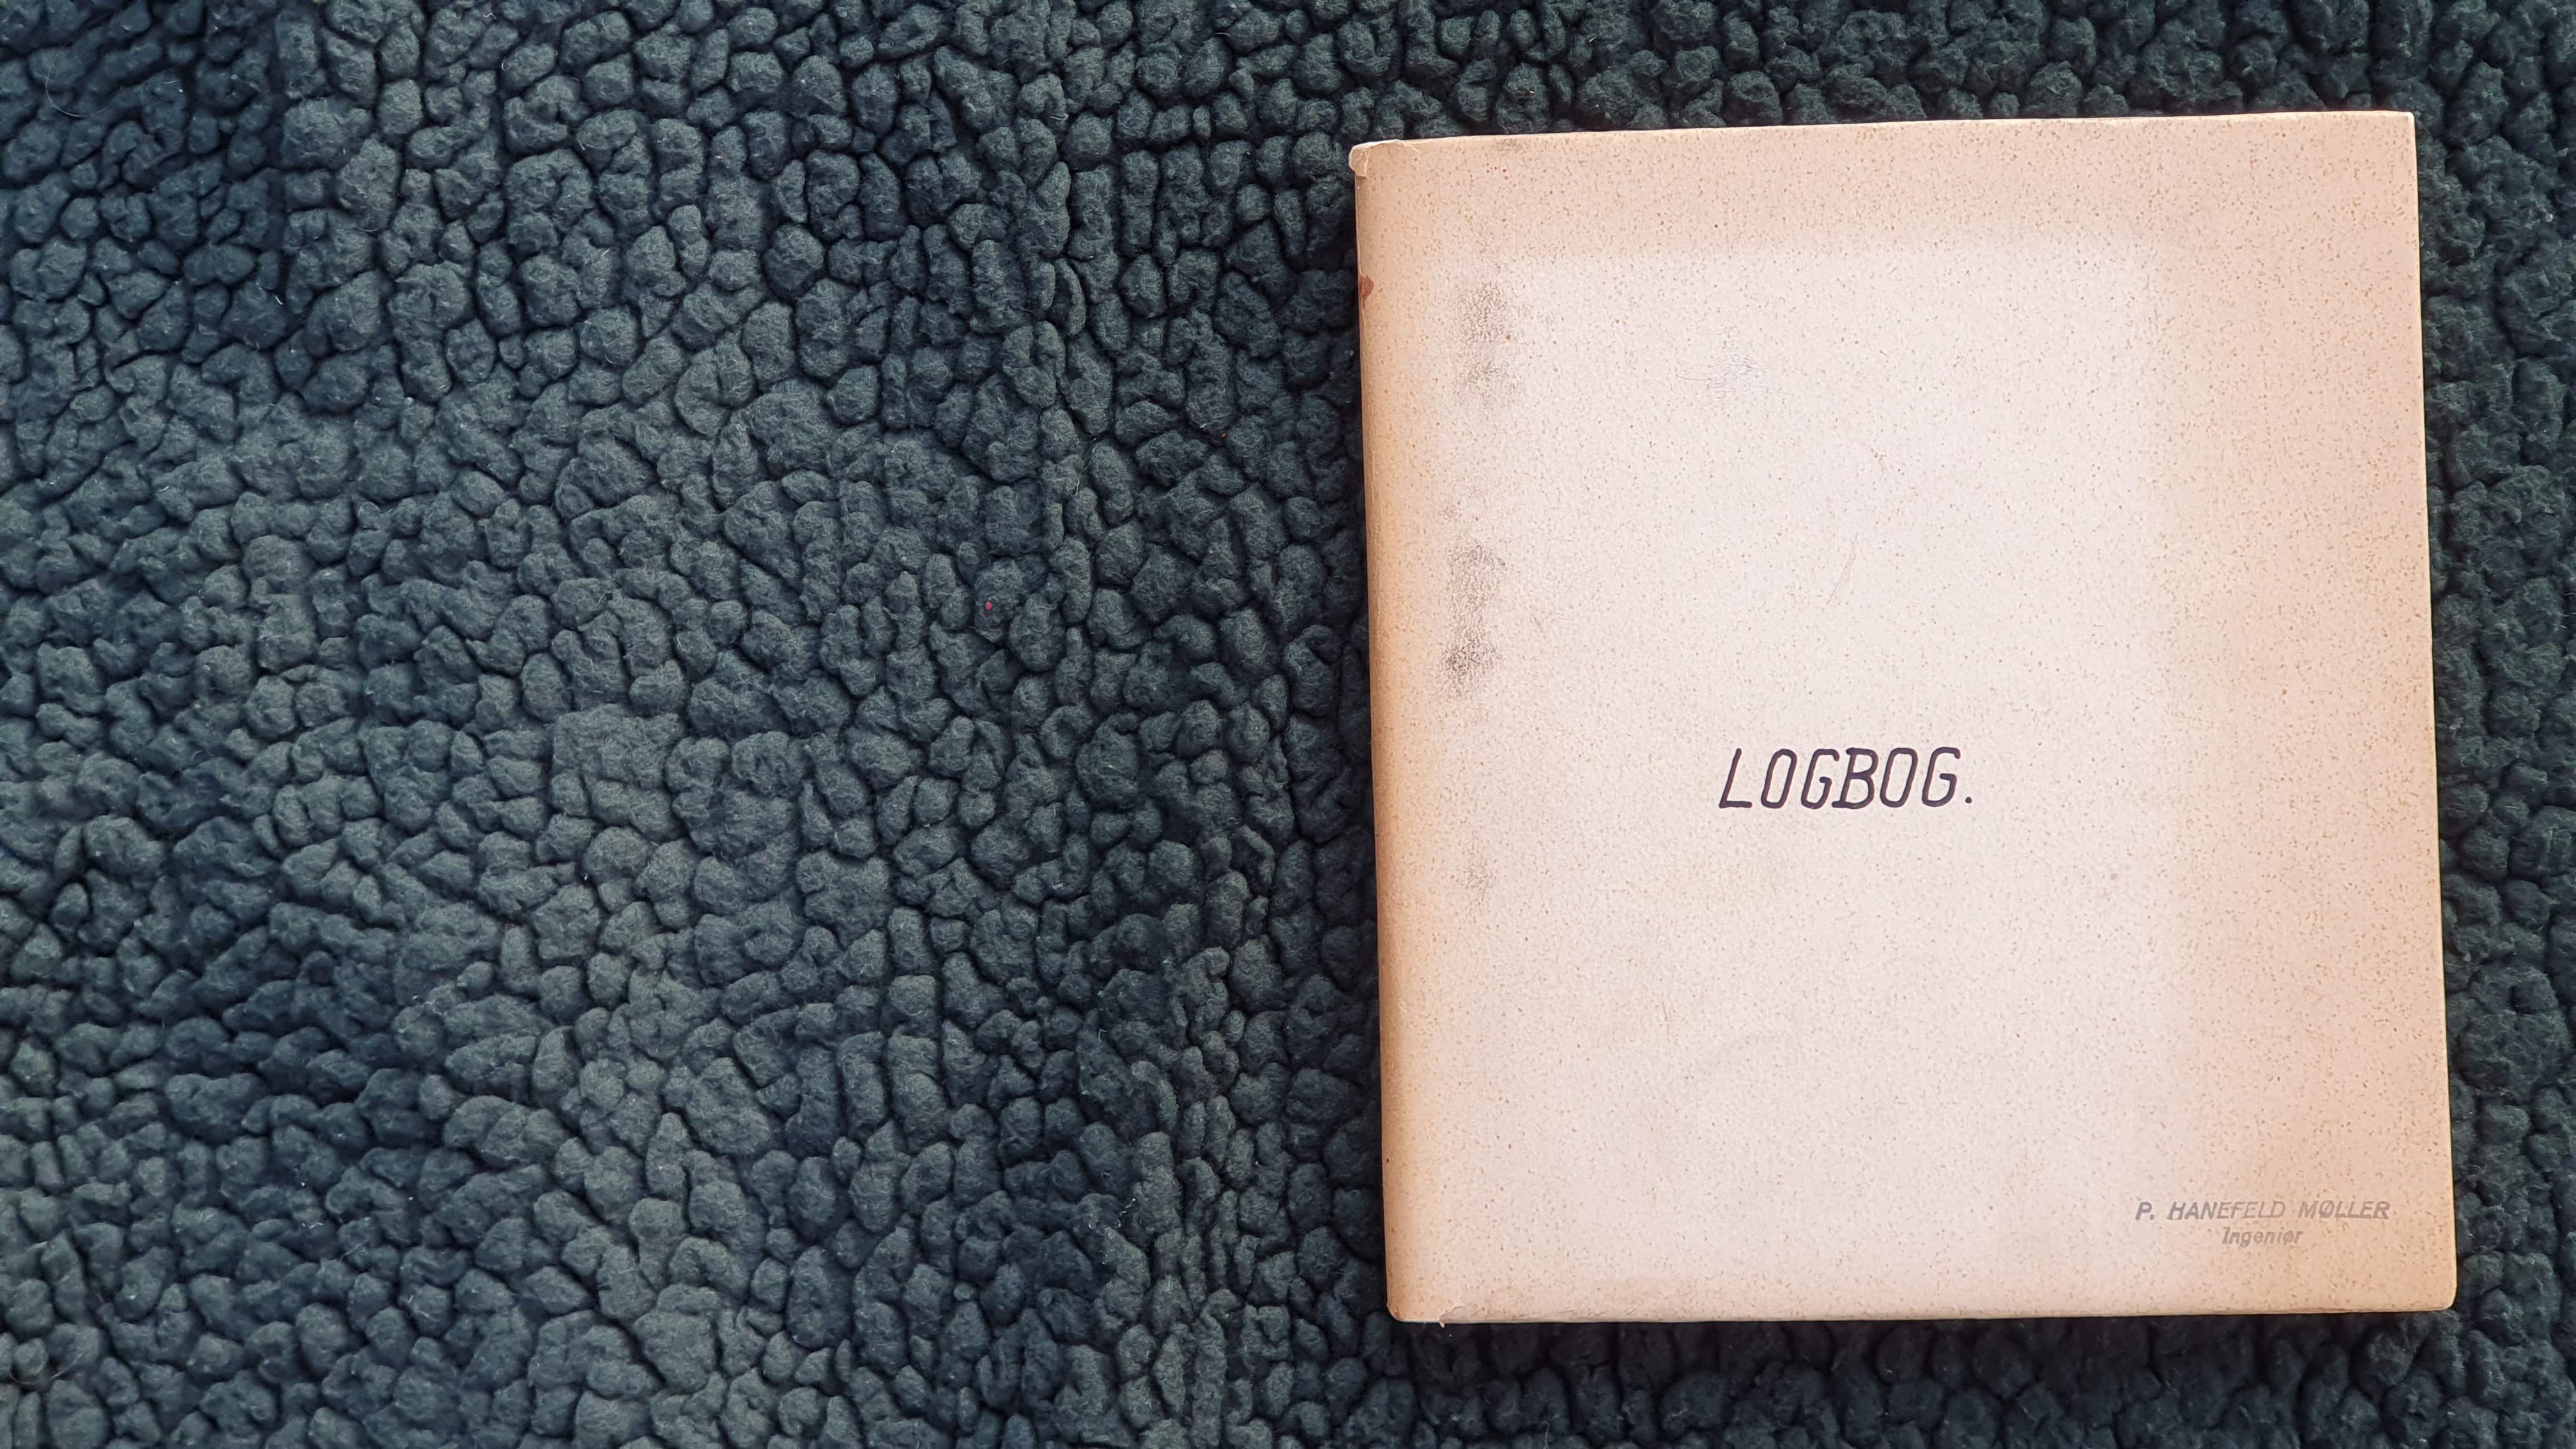 LOGBOG.
P. HANEFELD MØLLER
Ingeniør